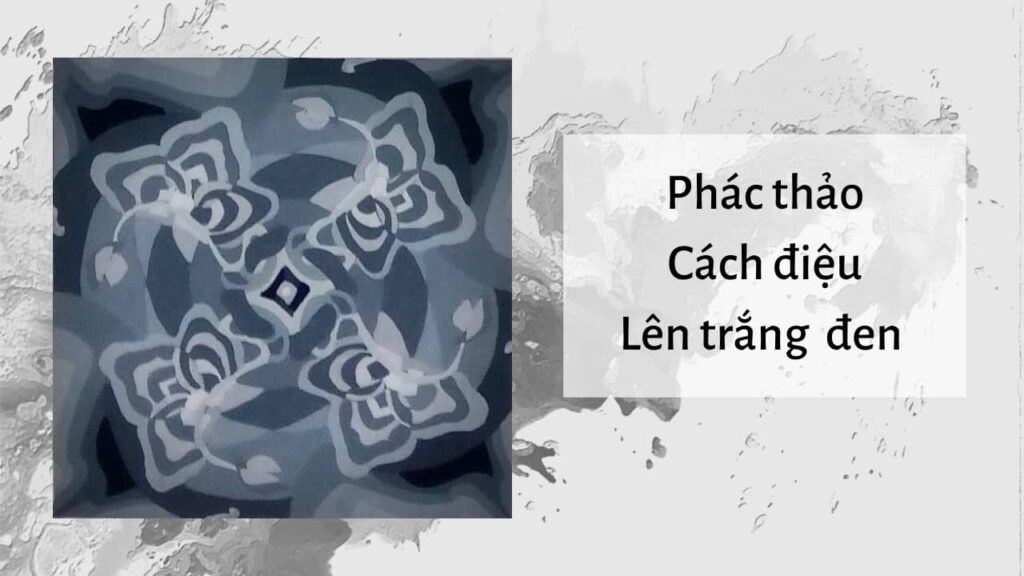 Phác thảo
Cách điệu
Lên trắng đen